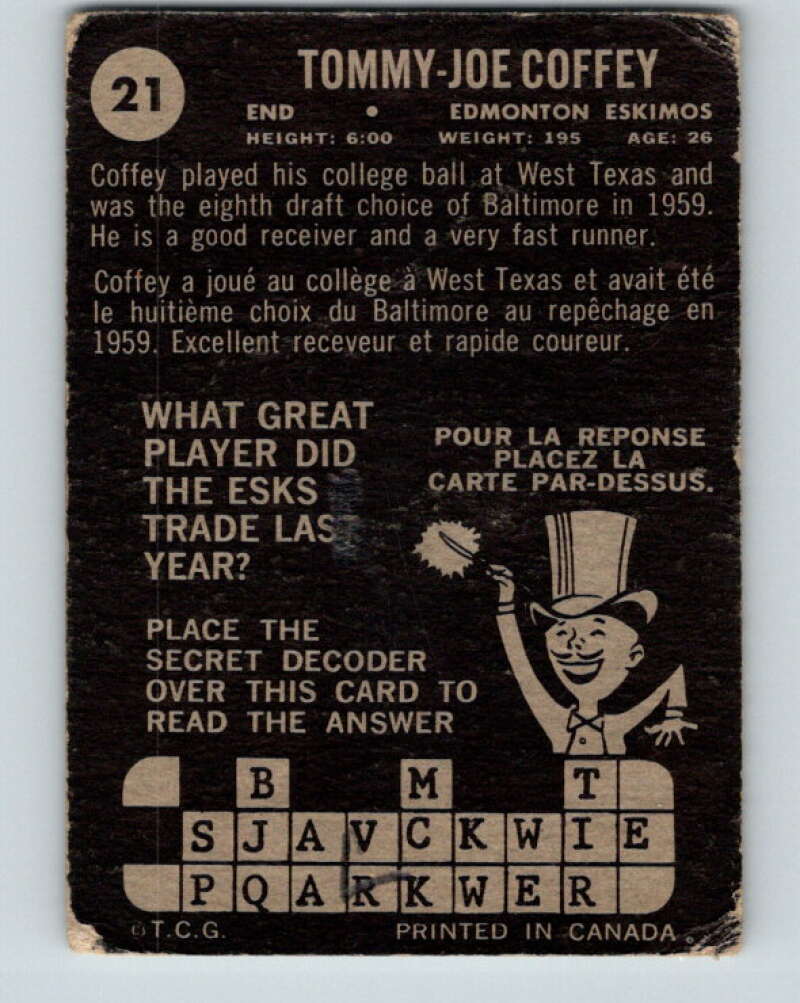 21
TOMMY-JOE COFFEY
END • EDMONTON ESKIMOS
HEIGHT: 6:00 WEIGHT: 195 AGE: 26
Coffey played his college ball at West Texas and
was the eighth draft choice of Baltimore in 1959.
He is a good receiver and a very fast runner.
Coffey a joué au collège à West Texas et avait été
le huitième choix du Baltimore au repêchage en
1959. Excellent receveur et rapide coureur.
WHAT GREAT
PLAYER DID
THE ESKS
TRADE LAST
YEAR?
POUR LA REPONSE
PLACEZ LA
CARTE PAR-DESSUS.
PLACE THE
SECRET DECODER
OVER THIS CARD TO
READ THE ANSWER
B M T
S J A V C K W I E
P Q A R K W E R
© T.C.G. PRINTED IN CANADA